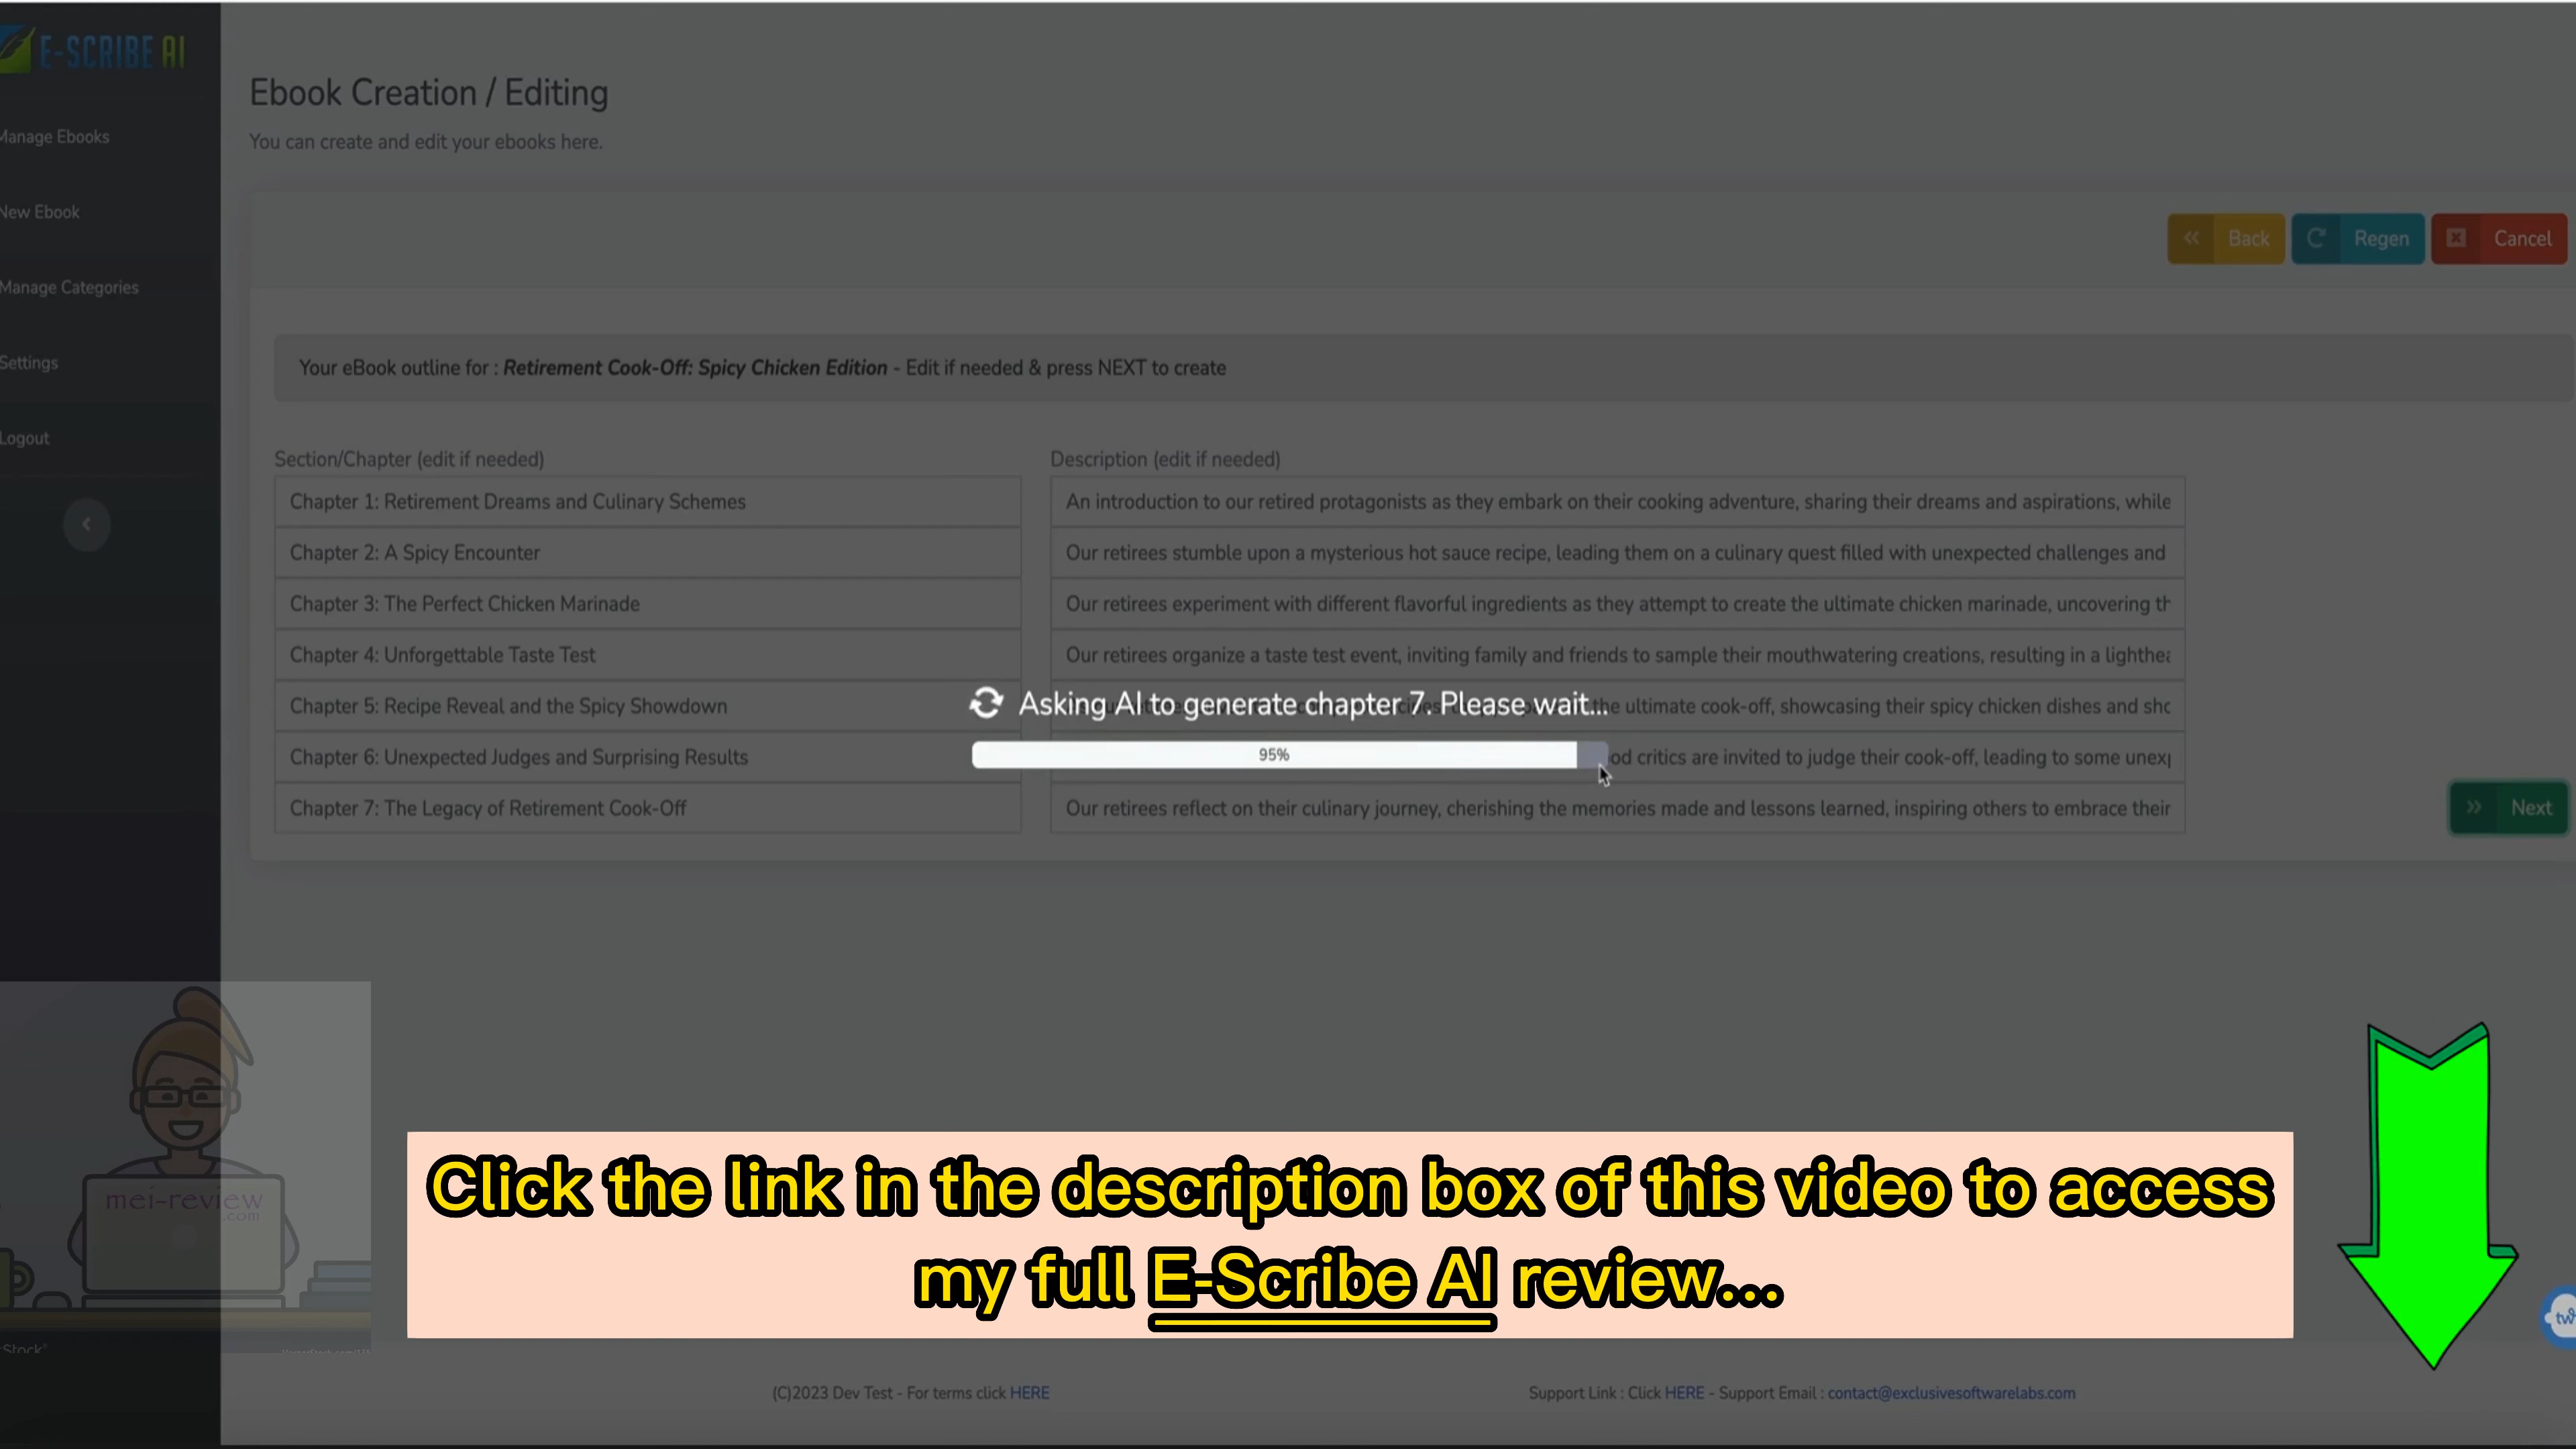 E-SCRIBE AI
Manage Ebooks
New Ebook
Manage Categories
Settings
Logout
Ebook Creation / Editing
You can create and edit your ebooks here.
Back
Regen
Cancel
Your eBook outline for : Retirement Cook-Off: Spicy Chicken Edition - Edit if needed & press NEXT to create
Section/Chapter (edit if needed)
Description (edit if needed)
Chapter 1: Retirement Dreams and Culinary Schemes
An introduction to our retired protagonists as they embark on their cooking adventure, sharing their dreams and aspirations, while
Chapter 2: A Spicy Encounter
Our retirees stumble upon a mysterious hot sauce recipe, leading them on a culinary quest filled with unexpected challenges and
Chapter 3: The Perfect Chicken Marinade
Our retirees experiment with different flavorful ingredients as they attempt to create the ultimate chicken marinade, uncovering
Chapter 4: Unforgettable Taste Test
Our retirees organize a taste test event, inviting family and friends to sample their mouthwatering creations, resulting in a
Chapter 5: Recipe Reveal and the Spicy Showdown
the ultimate cook-off, showcasing their spicy chicken dishes and
Asking AI to generate chapter 7. Please wait...
95%
Chapter 6: Unexpected Judges and Surprising Results
critics are invited to judge their cook-off, leading to some
Chapter 7: The Legacy of Retirement Cook-Off
Our retirees reflect on their culinary journey, cherishing the memories made and lessons learned, inspiring others to embrace their
Next
mei-review
.com
Click the link in the description box of this video to access
my full E-Scribe AI review...
(C)2023 Dev Test - For terms click HERE
Support Link : Click HERE - Support Email : contact@exclusivesoftwarelabs.com